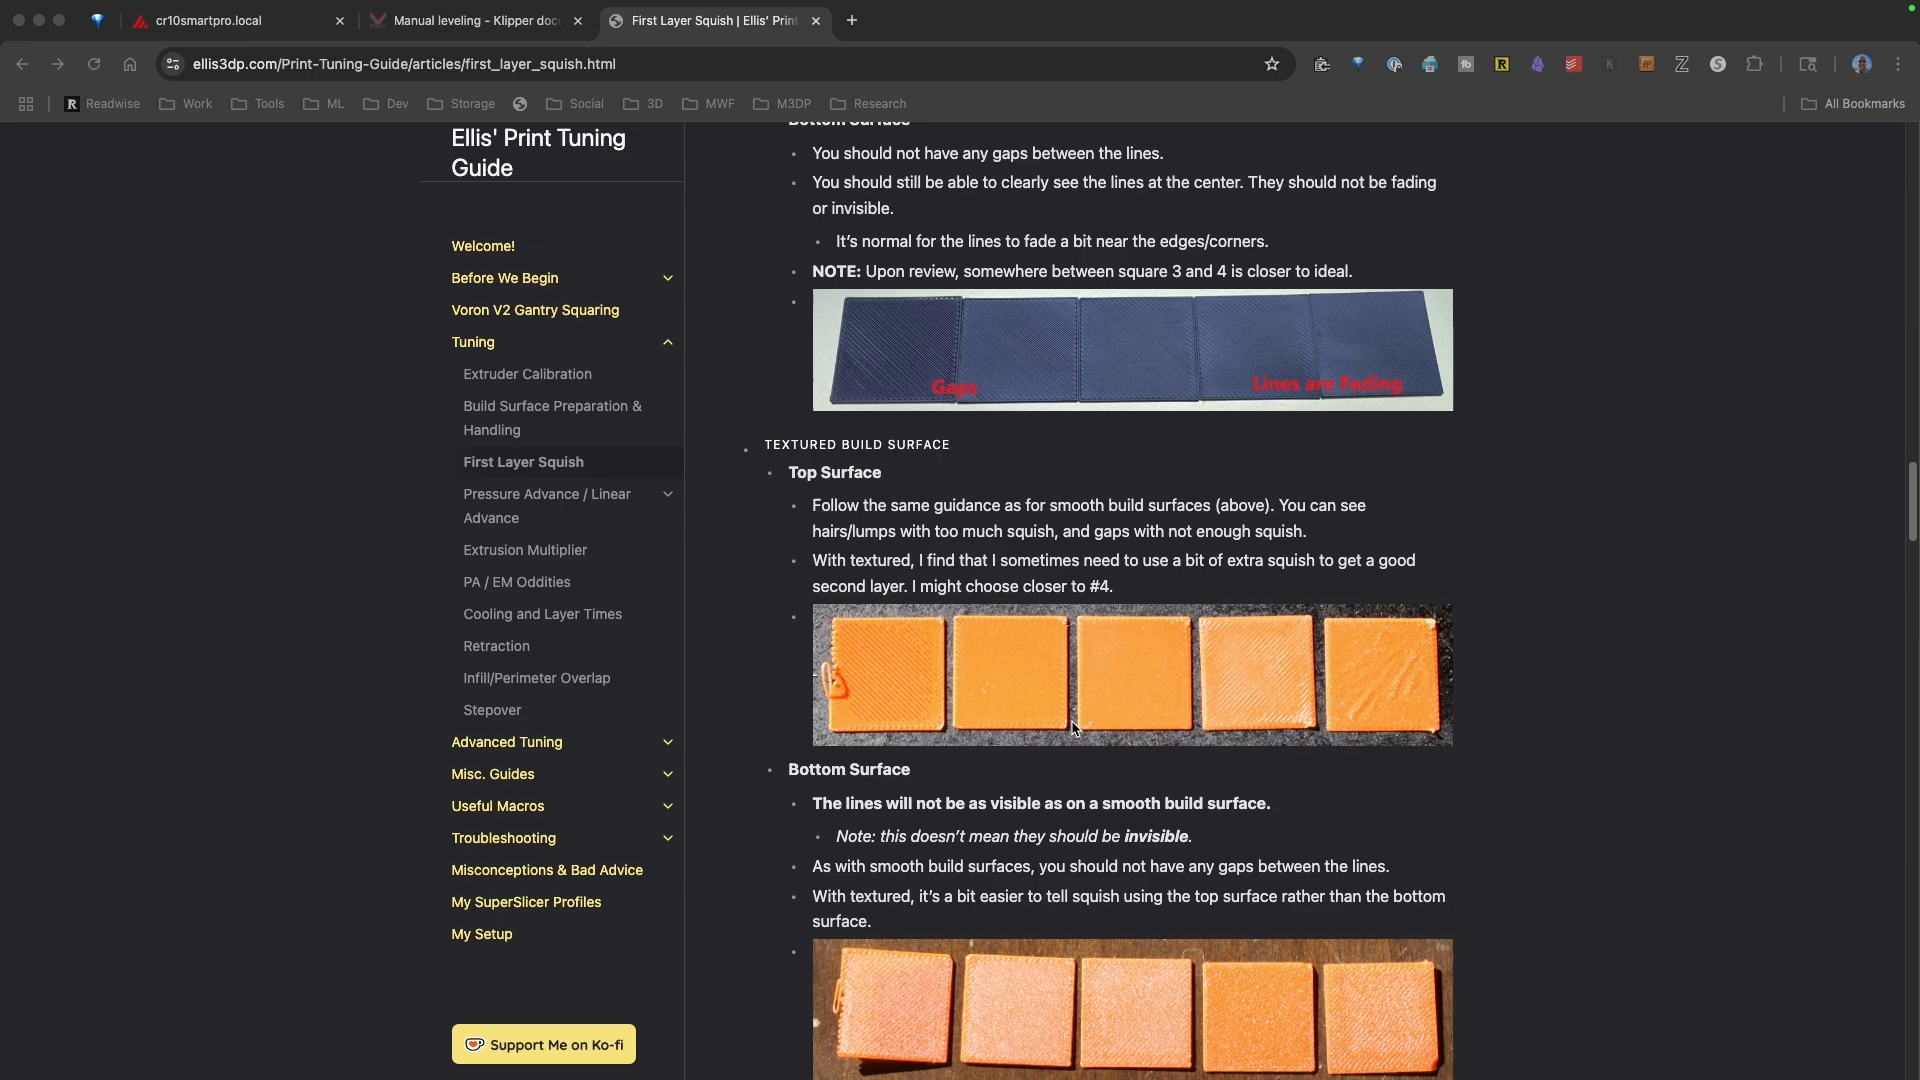 cr10smartpro.local
Manual leveling - Klipper doc
First Layer Squish | Ellis' Print
ellis3dp.com/Print-Tuning-Guide/articles/first_layer_squish.html
Readwise
Work
Tools
ML
Dev
Storage
Social
3D
MWF
M3DP
Research
All Bookmarks
Ellis' Print Tuning
Guide
Welcome!
Before We Begin
Voron V2 Gantry Squaring
Tuning
Extruder Calibration
Build Surface Preparation &
Handling
First Layer Squish
Pressure Advance / Linear
Advance
Extrusion Multiplier
PA / EM Oddities
Cooling and Layer Times
Retraction
Infill/Perimeter Overlap
Stepover
Advanced Tuning
Misc. Guides
Useful Macros
Troubleshooting
Misconceptions & Bad Advice
My SuperSlicer Profiles
My Setup
Support Me on Ko-fi
Bottom Surface
You should not have any gaps between the lines.
You should still be able to clearly see the lines at the center. They should not be fading
or invisible.
It's normal for the lines to fade a bit near the edges/corners.
NOTE: Upon review, somewhere between square 3 and 4 is closer to ideal.
Gaps
Lines are Fading
TEXTURED BUILD SURFACE
Top Surface
Follow the same guidance as for smooth build surfaces (above). You can see
hairs/lumps with too much squish, and gaps with not enough squish.
With textured, I find that I sometimes need to use a bit of extra squish to get a good
second layer. I might choose closer to #4.
Bottom Surface
The lines will not be as visible as on a smooth build surface.
Note: this doesn't mean they should be invisible.
As with smooth build surfaces, you should not have any gaps between the lines.
With textured, it's a bit easier to tell squish using the top surface rather than the bottom
surface.